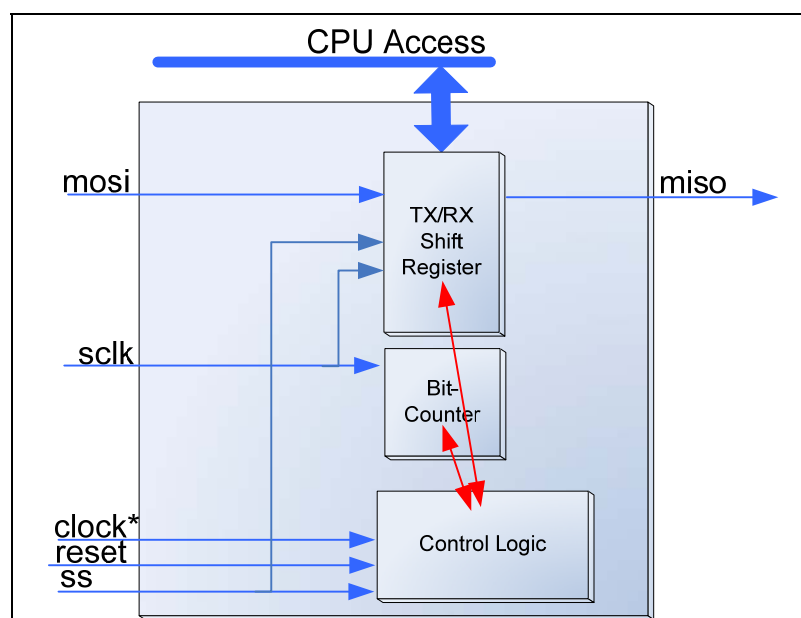 CPU Access
mosi
TX/RX
Shift
Register
miso
sclk
Bit-
Counter
clock*
reset
ss
Control Logic